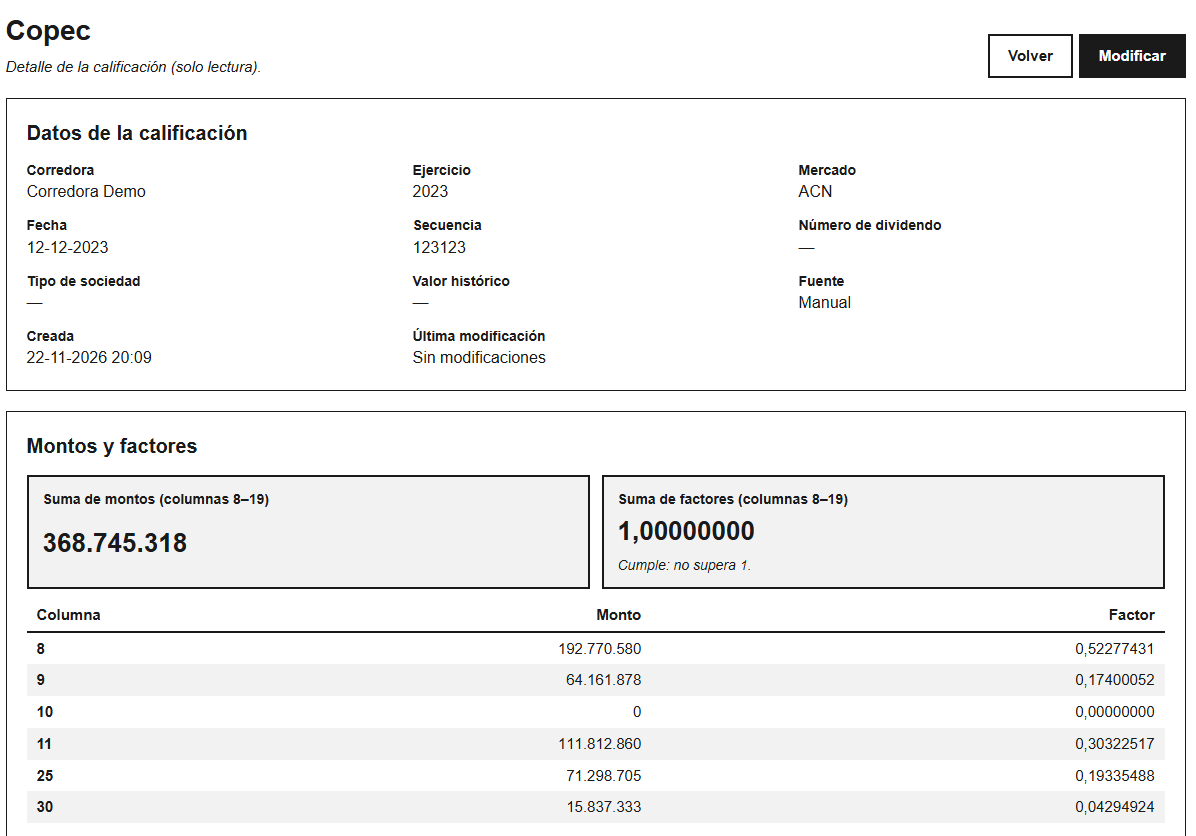 Copec
Detalle de la calificación (solo lectura).
Volver
Modificar
Datos de la calificación
Corredora
Corredora Demo
Ejercicio
2023
Mercado
ACN
Fecha
12-12-2023
Secuencia
123123
Número de dividendo
—
Tipo de sociedad
—
Valor histórico
—
Fuente
Manual
Creada
22-11-2026 20:09
Última modificación
Sin modificaciones
Montos y factores
Suma de montos (columnas 8–19)
368.745.318
Suma de factores (columnas 8–19)
1,00000000
Cumple: no supera 1.
Columna Monto Factor
8 192.770.580 0,52277431
9 64.161.878 0,17400052
10 0 0,00000000
11 111.812.860 0,30322517
25 71.298.705 0,19335488
30 15.837.333 0,04294924